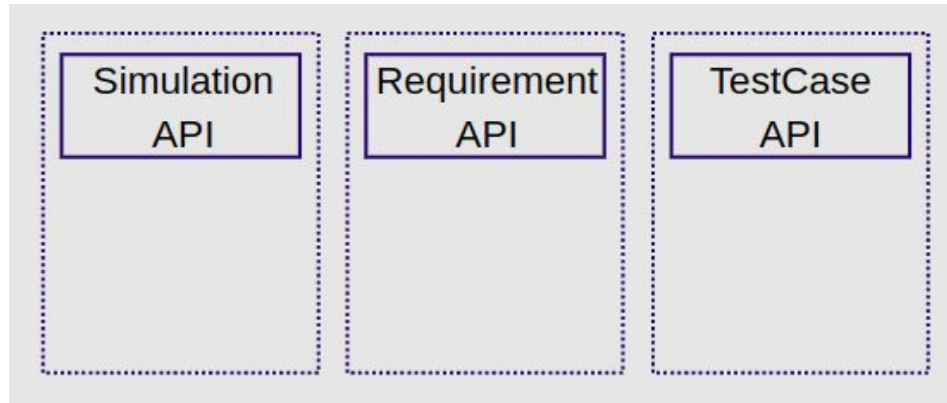 Simulation
API
Requirement
API
TestCase
API